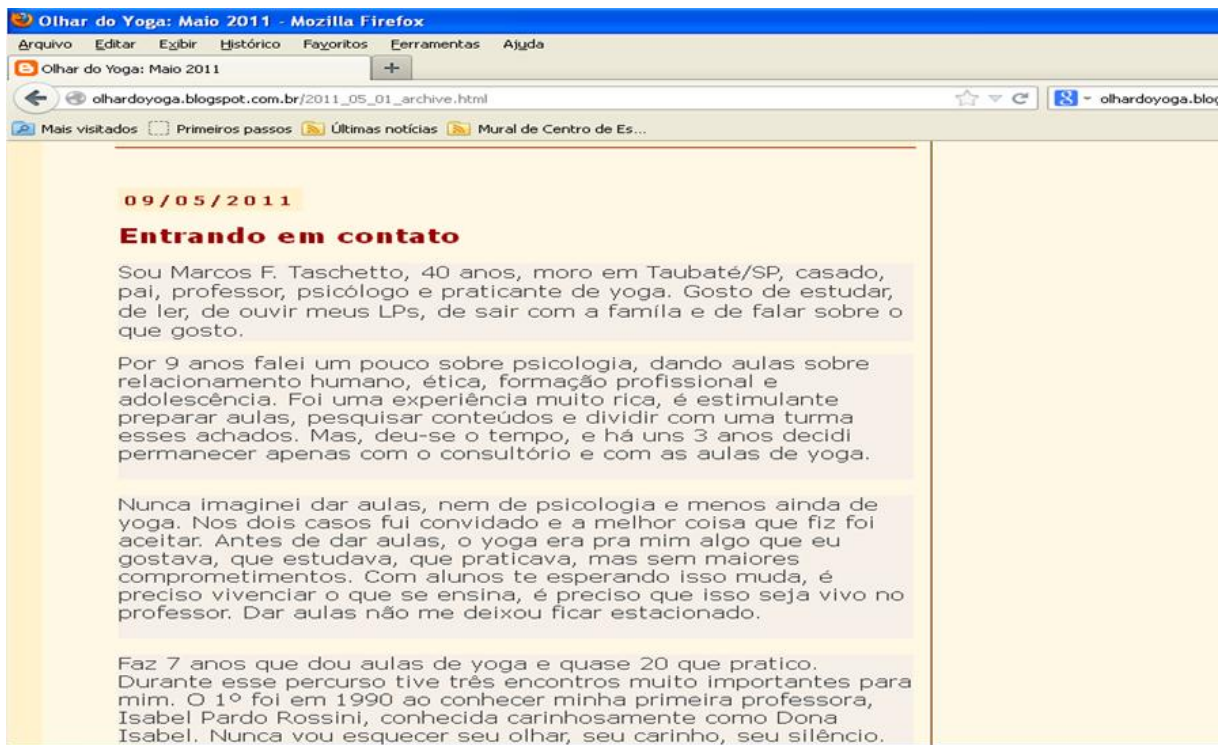 Olhar do Yoga: Maio 2011 - Mozilla Firefox
Arquivo Editar Exibir Histórico Favoritos Ferramentas Ajuda
Olhar do Yoga: Maio 2011
olhardoyoga.blogspot.com.br/2011_05_01_archive.html
olhardoyoga.blog
Mais visitados Primeiros passos Últimas notícias Mural de Centro de Es...
09/05/2011
Entrando em contato
Sou Marcos F. Taschetto, 40 anos, moro em Taubaté/SP, casado,
pai, professor, psicólogo e praticante de yoga. Gosto de estudar,
de ler, de ouvir meus LPs, de sair com a famíla e de falar sobre o
que gosto.
Por 9 anos falei um pouco sobre psicologia, dando aulas sobre
relacionamento humano, ética, formação profissional e
adolescência. Foi uma experiência muito rica, é estimulante
preparar aulas, pesquisar conteúdos e dividir com uma turma
esses achados. Mas, deu-se o tempo, e há uns 3 anos decidi
permanecer apenas com o consultório e com as aulas de yoga.
Nunca imaginei dar aulas, nem de psicologia e menos ainda de
yoga. Nos dois casos fui convidado e a melhor coisa que fiz foi
aceitar. Antes de dar aulas, o yoga era pra mim algo que eu
gostava, que estudava, que praticava, mas sem maiores
comprometimentos. Com alunos te esperando isso muda, é
preciso vivenciar o que se ensina, é preciso que isso seja vivo no
professor. Dar aulas não me deixou ficar estacionado.
Faz 7 anos que dou aulas de yoga e quase 20 que pratico.
Durante esse percurso tive três encontros muito importantes para
mim. O 1º foi em 1990 ao conhecer minha primeira professora,
Isabel Pardo Rossini, conhecida carinhosamente como Dona
Isabel. Nunca vou esquecer seu olhar, seu carinho, seu silêncio.